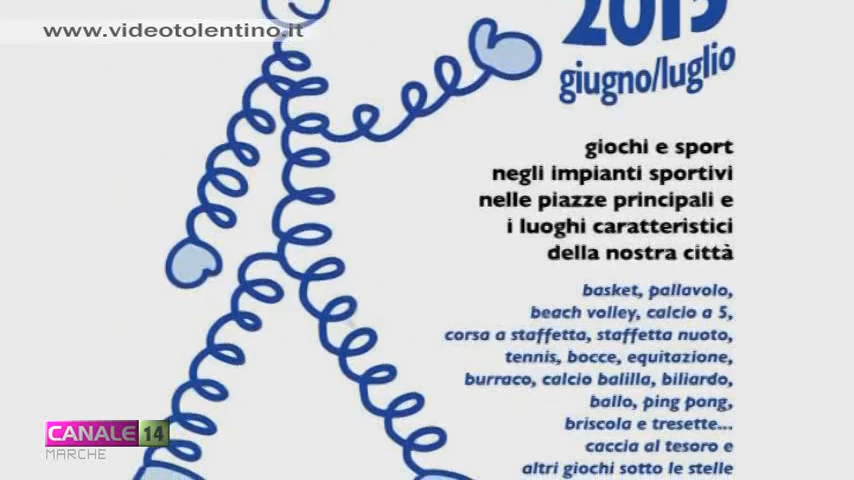 www.videotolentino.it
2015
giugno/luglio
giochi e sport
negli impianti sportivi
nelle piazze principali e
i luoghi caratteristici
della nostra città
basket, pallavolo,
beach volley, calcio a 5,
corsa a staffetta, staffetta nuoto,
tennis, bocce, equitazione,
burraco, calcio balilla, biliardo,
ballo, ping pong,
briscola e tresette...
caccia al tesoro e
altri giochi sotto le stelle
CANALE 14
MARCHE